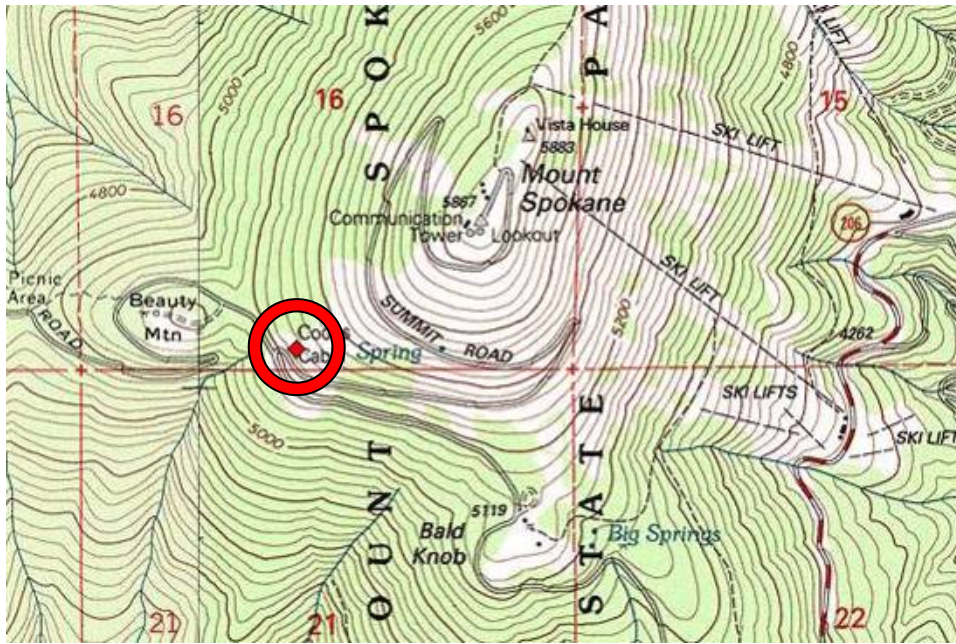 SPOK
PA
5600
4800
LIFT
16
16
15
5000
Vista House
5883
SKI LIFT
Mount
Spokane
4800
5867
Communication
Tower
Lookout
206
Picnic
Area
Beauty
Mtn
ROAD
SKI LIFT
SUMMIT
ROAD
5200
Spring
4262
SKI LIFTS
SKI LIFT
5000
OUNT
STATE
5119
Bald
Knob
Big Springs
21
21
22